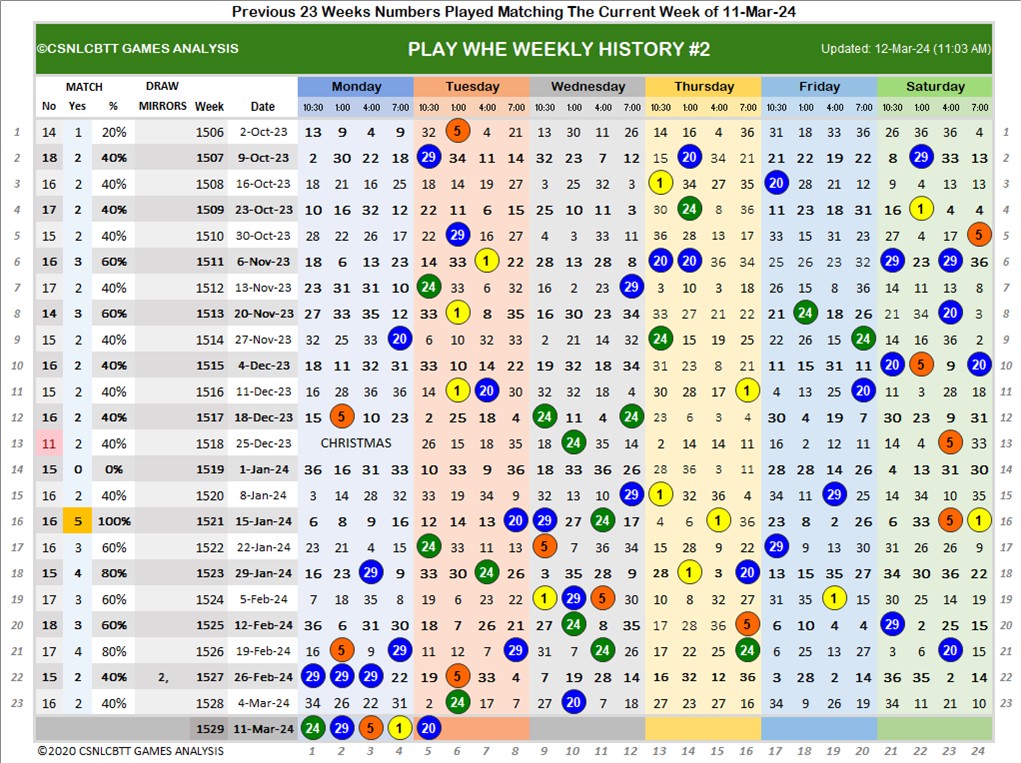 Previous 23 Weeks Numbers Played Matching The Current Week of 11-Mar-24
©CSNLCBTT GAMES ANALYSIS PLAY WHE WEEKLY HISTORY #2 Updated: 12-Mar-24 (11:03 AM)
MATCH DRAW Monday Tuesday Wednesday Thursday Friday Saturday
No Yes % MIRRORS Week Date 10:30 1:00 4:00 7:00 10:30 1:00 4:00 7:00 10:30 1:00 4:00 7:00 10:30 1:00 4:00 7:00 10:30 1:00 4:00 7:00 10:30 1:00 4:00 7:00
1 14 1 20% 1506 2-Oct-23 13 9 4 9 32 5 4 21 13 30 11 26 14 16 4 36 31 18 33 36 26 36 36 4 1
2 18 2 40% 1507 9-Oct-23 2 30 22 18 29 34 11 14 32 23 7 12 15 20 34 21 21 22 19 22 8 29 33 13 2
3 16 2 40% 1508 16-Oct-23 18 21 16 25 18 14 19 27 3 25 32 3 1 34 27 35 20 28 21 12 9 4 13 13 3
4 17 2 40% 1509 23-Oct-23 10 16 32 12 22 11 6 15 25 10 11 3 30 24 8 36 11 23 18 31 16 1 4 4 4
5 15 2 40% 1510 30-Oct-23 28 22 26 17 22 29 16 27 4 3 33 11 36 28 13 17 33 15 31 23 27 4 17 5 5
6 16 3 60% 1511 6-Nov-23 18 6 13 23 14 33 1 22 28 13 28 8 20 20 36 34 25 26 23 32 29 23 29 36 6
7 17 2 40% 1512 13-Nov-23 23 31 31 10 24 33 6 32 16 2 23 29 3 10 3 18 26 15 8 36 14 11 13 8 7
8 14 3 60% 1513 20-Nov-23 27 33 35 12 33 1 8 35 16 30 23 34 33 27 21 22 21 24 18 26 21 34 20 3 8
9 15 2 40% 1514 27-Nov-23 32 25 33 20 6 10 32 33 2 21 14 32 24 15 19 25 22 26 15 24 14 16 36 2 9
10 16 2 40% 1515 4-Dec-23 18 11 32 31 33 10 14 22 19 32 18 34 31 23 8 21 11 15 31 11 20 5 9 20 10
11 15 2 40% 1516 11-Dec-23 16 28 36 36 14 1 20 30 28 32 18 4 30 28 17 1 4 13 25 20 11 3 28 18 11
12 16 2 40% 1517 18-Dec-23 15 5 10 23 2 25 18 4 24 11 4 24 23 6 3 4 30 4 19 7 30 23 9 31 12
13 11 2 40% 1518 25-Dec-23 CHRISTMAS 26 15 18 35 18 24 35 13 2 14 14 11 16 2 12 11 14 4 5 33 13
14 15 0 0% 1519 1-Jan-24 36 16 31 33 10 33 9 36 18 33 36 26 28 36 3 11 28 28 14 26 4 13 31 30 14
15 16 2 40% 1520 8-Jan-24 3 14 28 32 33 19 34 9 32 13 10 29 1 32 36 4 34 19 29 25 14 34 10 35 15
16 16 5 100% 1521 15-Jan-24 6 8 9 16 12 14 13 20 29 27 24 17 4 6 1 36 23 8 2 26 6 33 5 1 16
17 16 3 60% 1522 22-Jan-24 23 21 4 15 24 33 11 13 5 7 36 34 15 28 9 22 29 9 13 30 31 26 26 9 17
18 15 4 80% 1523 29-Jan-24 16 23 29 9 33 30 24 26 3 35 28 9 28 1 3 20 13 15 35 27 34 30 36 22 18
19 17 3 60% 1524 5-Feb-24 7 18 35 8 19 6 23 22 1 29 5 30 10 8 32 27 31 35 1 19 30 25 14 19 19
20 18 3 60% 1525 12-Feb-24 36 6 31 30 18 7 26 21 27 24 8 35 17 28 36 5 6 10 4 4 29 2 25 15 20
21 17 4 80% 1526 19-Feb-24 16 5 9 29 11 12 7 29 31 7 24 26 17 22 25 24 6 25 13 27 3 6 20 15 21
22 15 2 40% 2, 1527 26-Feb-24 29 29 29 22 19 5 33 4 7 19 28 14 16 32 12 36 3 28 2 14 36 35 2 14 22
23 16 2 40% 1528 4-Mar-24 34 26 22 31 2 24 17 7 27 20 7 18 27 23 27 16 34 9 26 19 34 11 21 10 23
1529 11-Mar-24 24 29 5 1 20
©2020 CSNLCBTT GAMES ANALYSIS 1 2 3 4 5 6 7 8 9 10 11 12 13 14 15 16 17 18 19 20 21 22 23 24